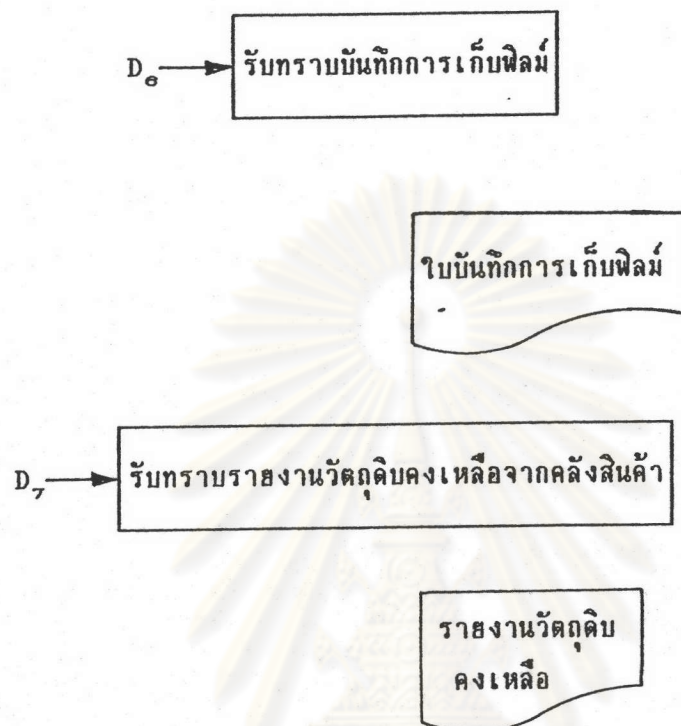 D₆ รับทราบบันทึกการเก็บฟิลม์
ใบบันทึกการเก็บฟิลม์
D₇ รับทราบรายงานวัตถุดิบคงเหลือจากคลังสินค้า
รายงานวัตถุดิบ
คงเหลือ